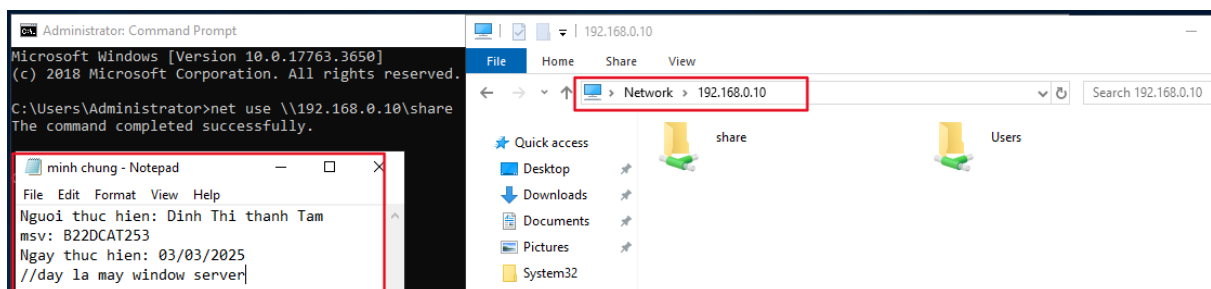 Administrator: Command Prompt
Microsoft Windows [Version 10.0.17763.3650]
(c) 2018 Microsoft Corporation. All rights reserved.
C:\Users\Administrator>net use \\192.168.0.10\share
The command completed successfully.
minh chung - Notepad
File Edit Format View Help
Nguoi thuc hien: Dinh Thi thanh Tam
msv: B22DCAT253
Ngay thuc hien: 03/03/2025
//day la may window server
192.168.0.10
File Home Share View
Network > 192.168.0.10
Search 192.168.0.10
Quick access
Desktop
Downloads
Documents
Pictures
System32
share
Users